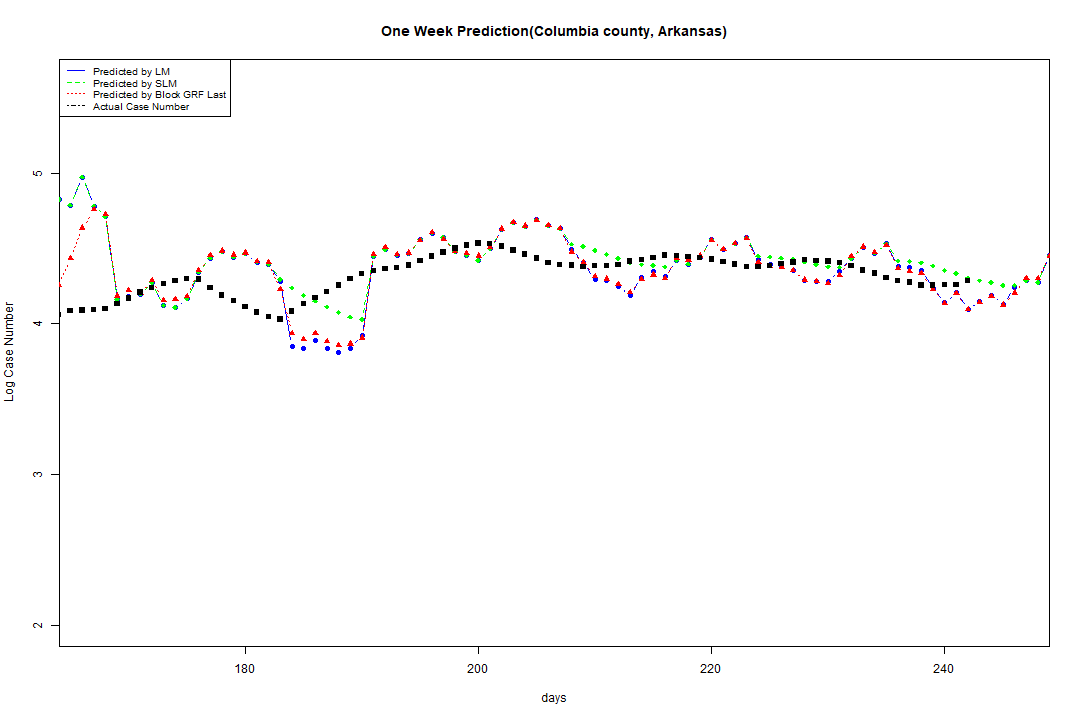 One Week Prediction(Columbia county, Arkansas)
Predicted by LM
Predicted by SLM
Predicted by Block GRF Last
Actual Case Number
5
4
3
2
Log Case Number
180 200 220 240
days